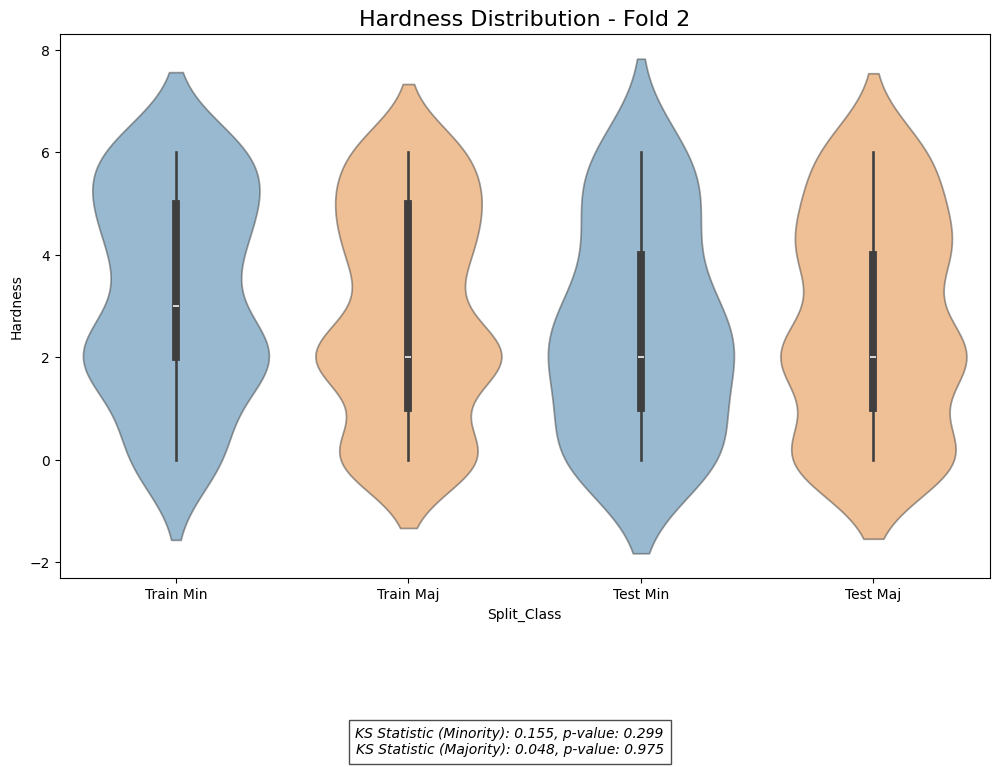 Hardness Distribution - Fold 2
8
6
4
2
0
−2
Hardness
Train Min
Train Maj
Test Min
Test Maj
Split_Class
KS Statistic (Minority): 0.155, p-value: 0.299
KS Statistic (Majority): 0.048, p-value: 0.975